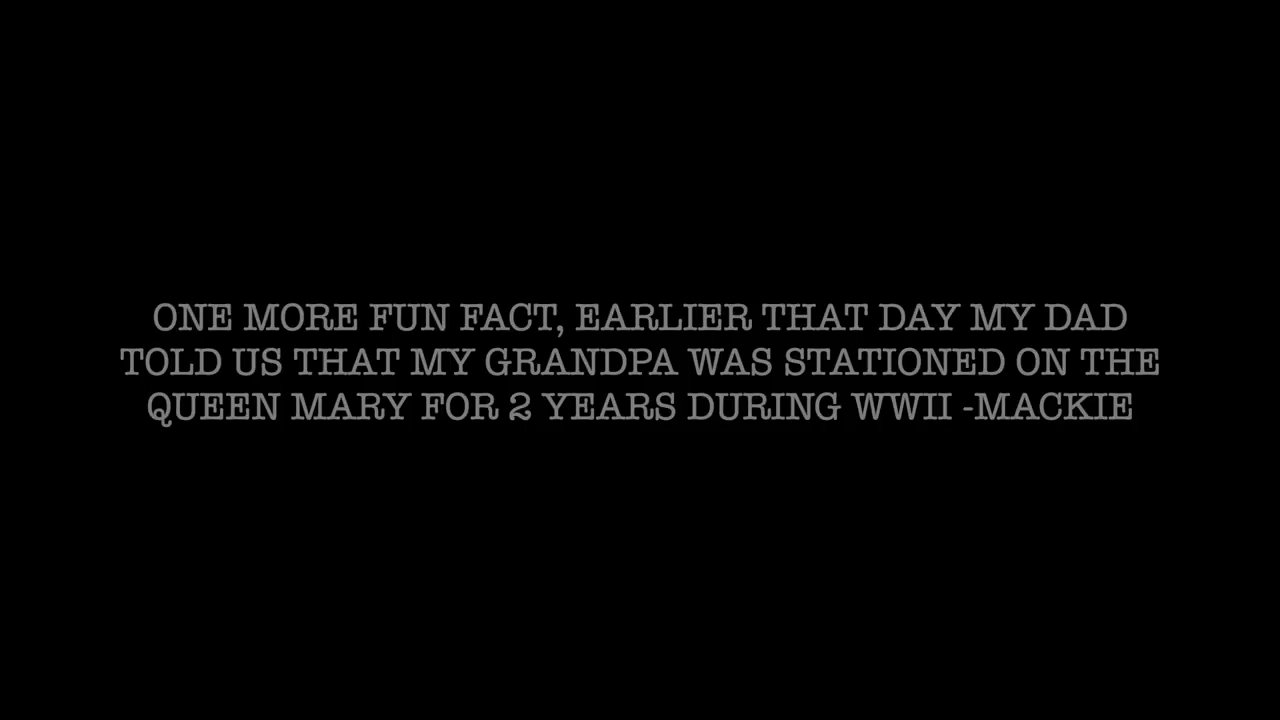 ONE MORE FUN FACT, EARLIER THAT DAY MY DAD
TOLD US THAT MY GRANDPA WAS STATIONED ON THE
QUEEN MARY FOR 2 YEARS DURING WWII -MACKIE